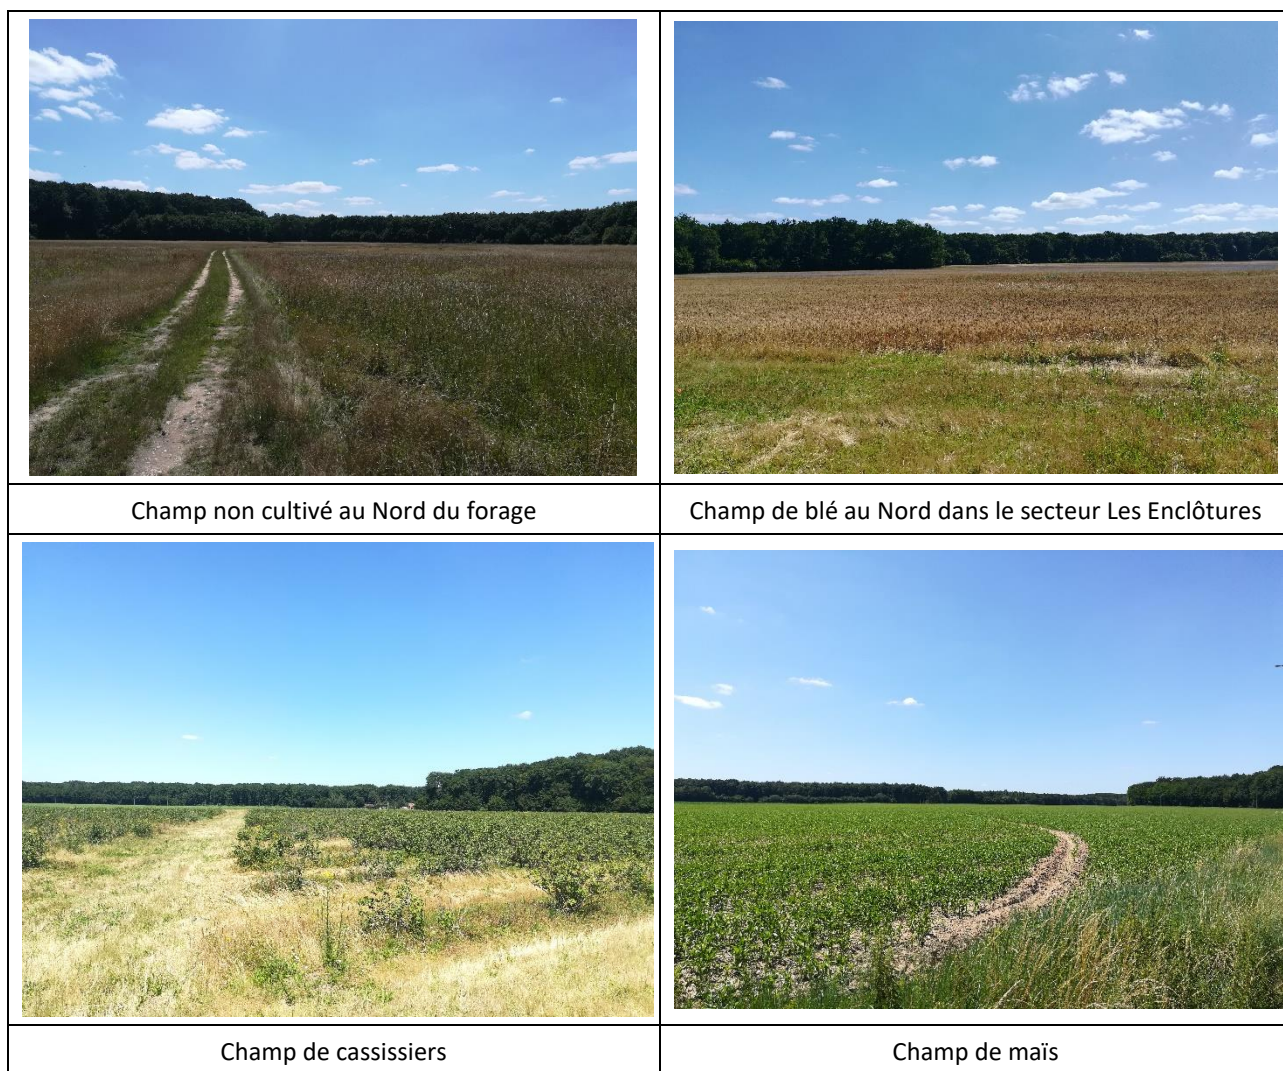 Champ non cultivé au Nord du forage
Champ de blé au Nord dans le secteur Les Enclôtures
Champ de cassissiers
Champ de maïs